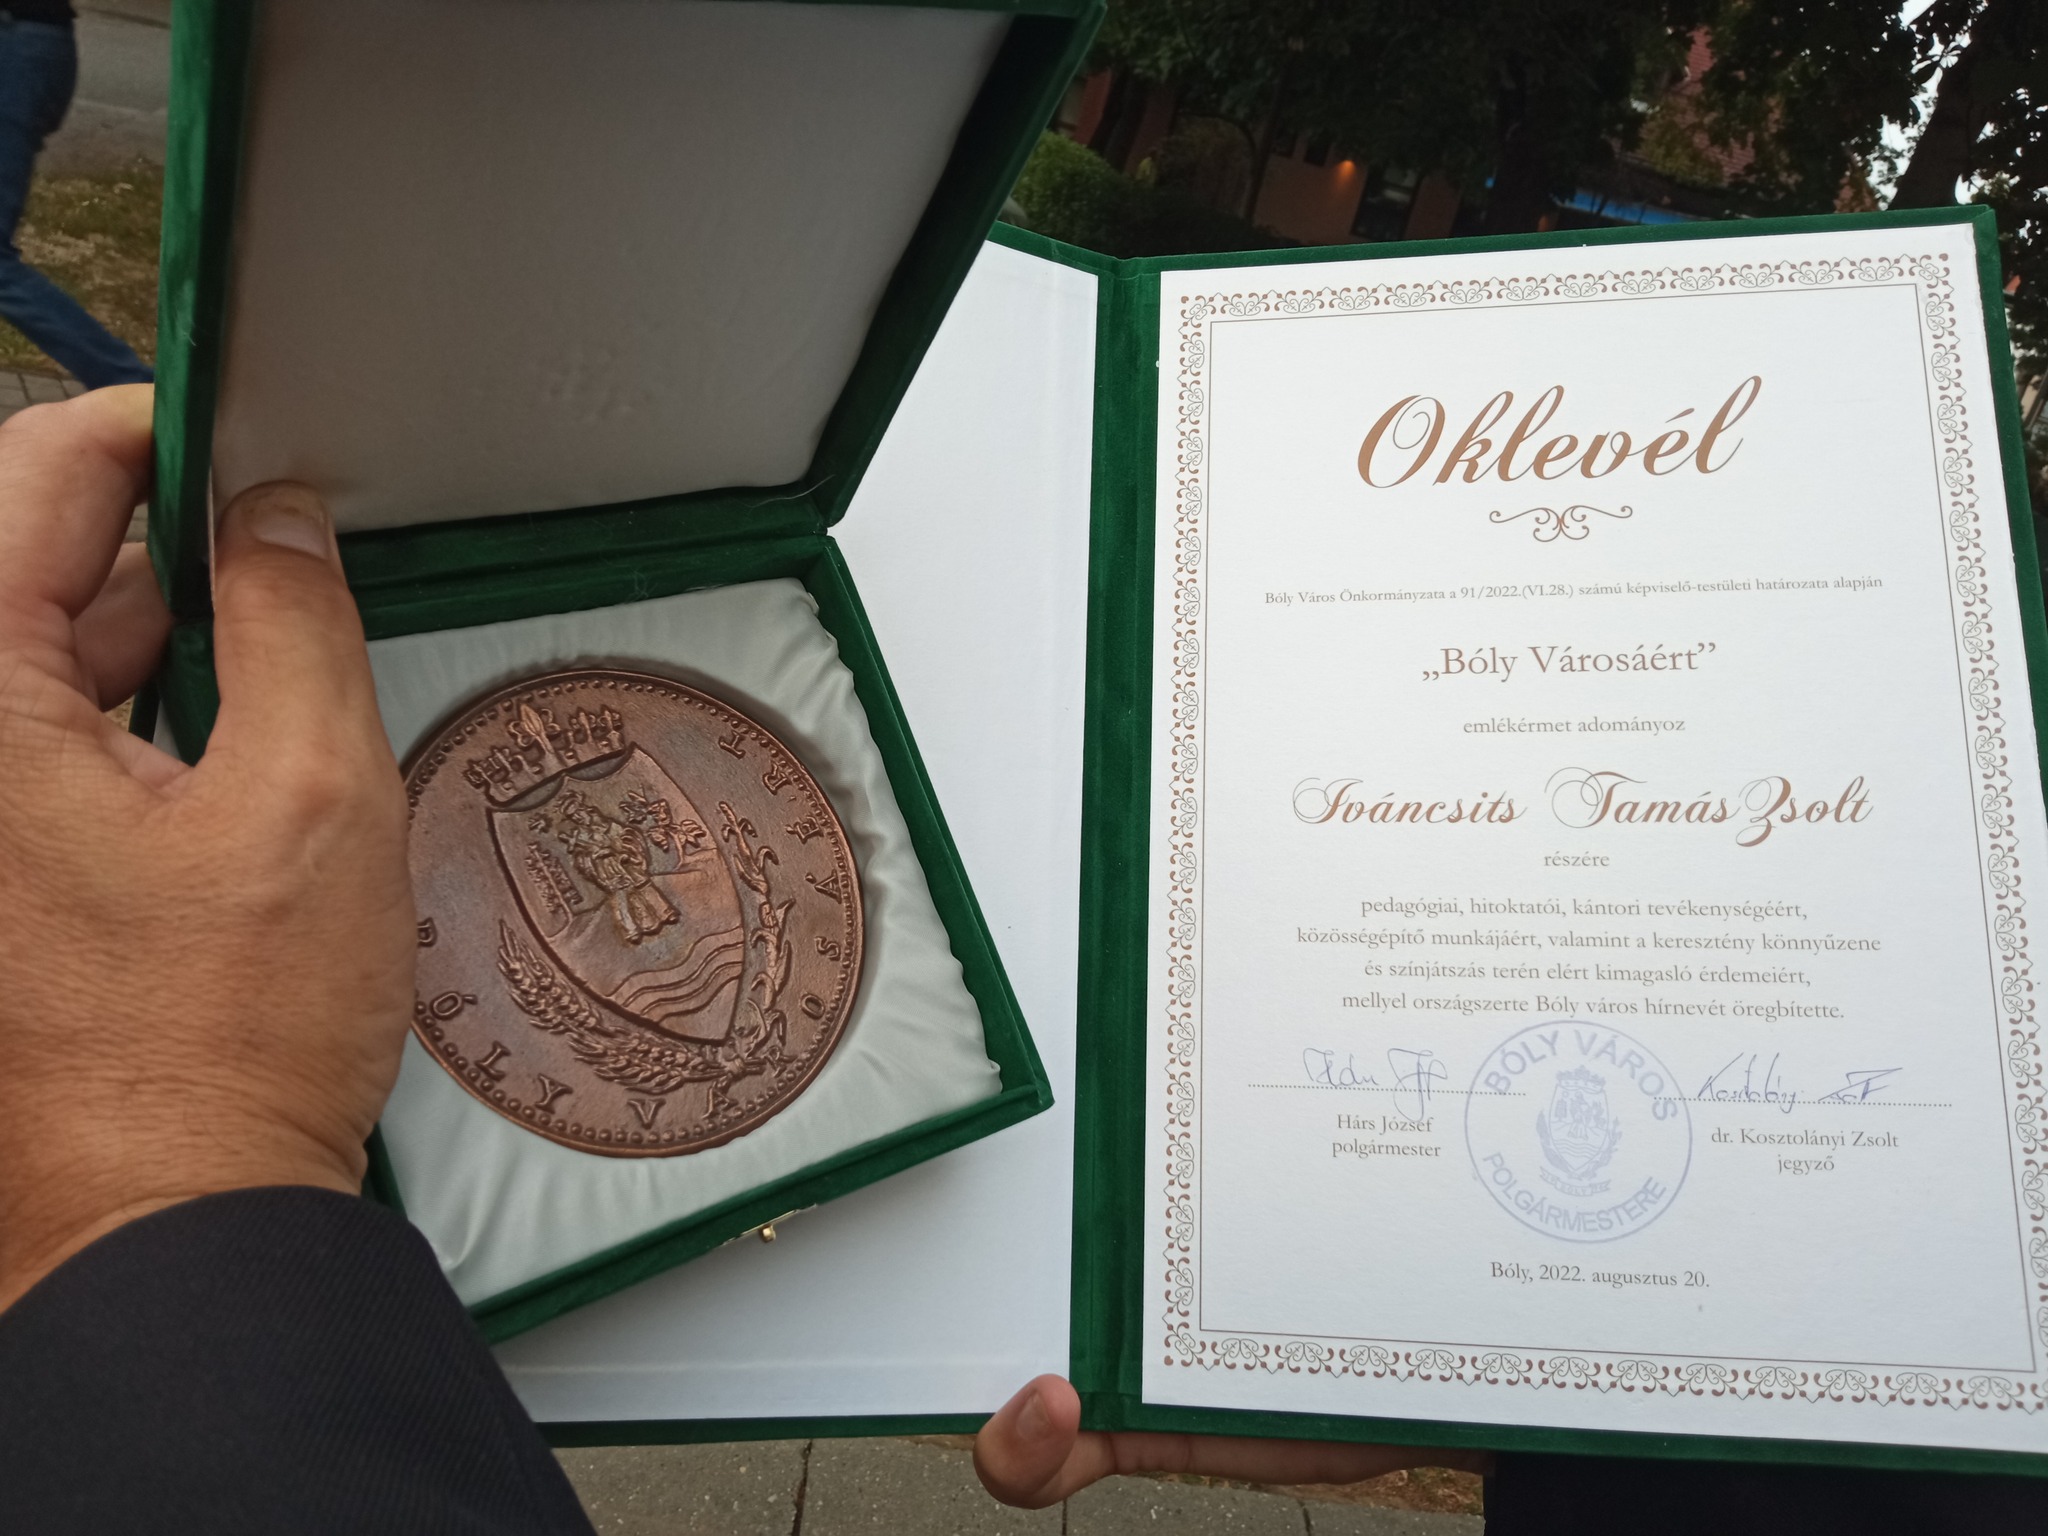 BÓLY VÁROSÁÉRT
Oklevél
Bóly Város Önkormányzata a 91/2022.(VI.28.) számú képviselő-testületi határozata alapján
„Bóly Városáért”
emlékérmet adományoz
Iváncsits Tamás Zsolt
részére
pedagógiai, hitoktatói, kántori tevékenységéért,
közösségépítő munkájáért, valamint a keresztény könnyűzene
és színjátszás terén elért kimagasló érdemeiért,
mellyel országszerte Bóly város hírnevét öregbítette.
Hárs József
polgármester
BÓLY VÁROS
POLGÁRMESTERE
dr. Kosztolányi Zsolt
jegyző
Bóly, 2022. augusztus 20.